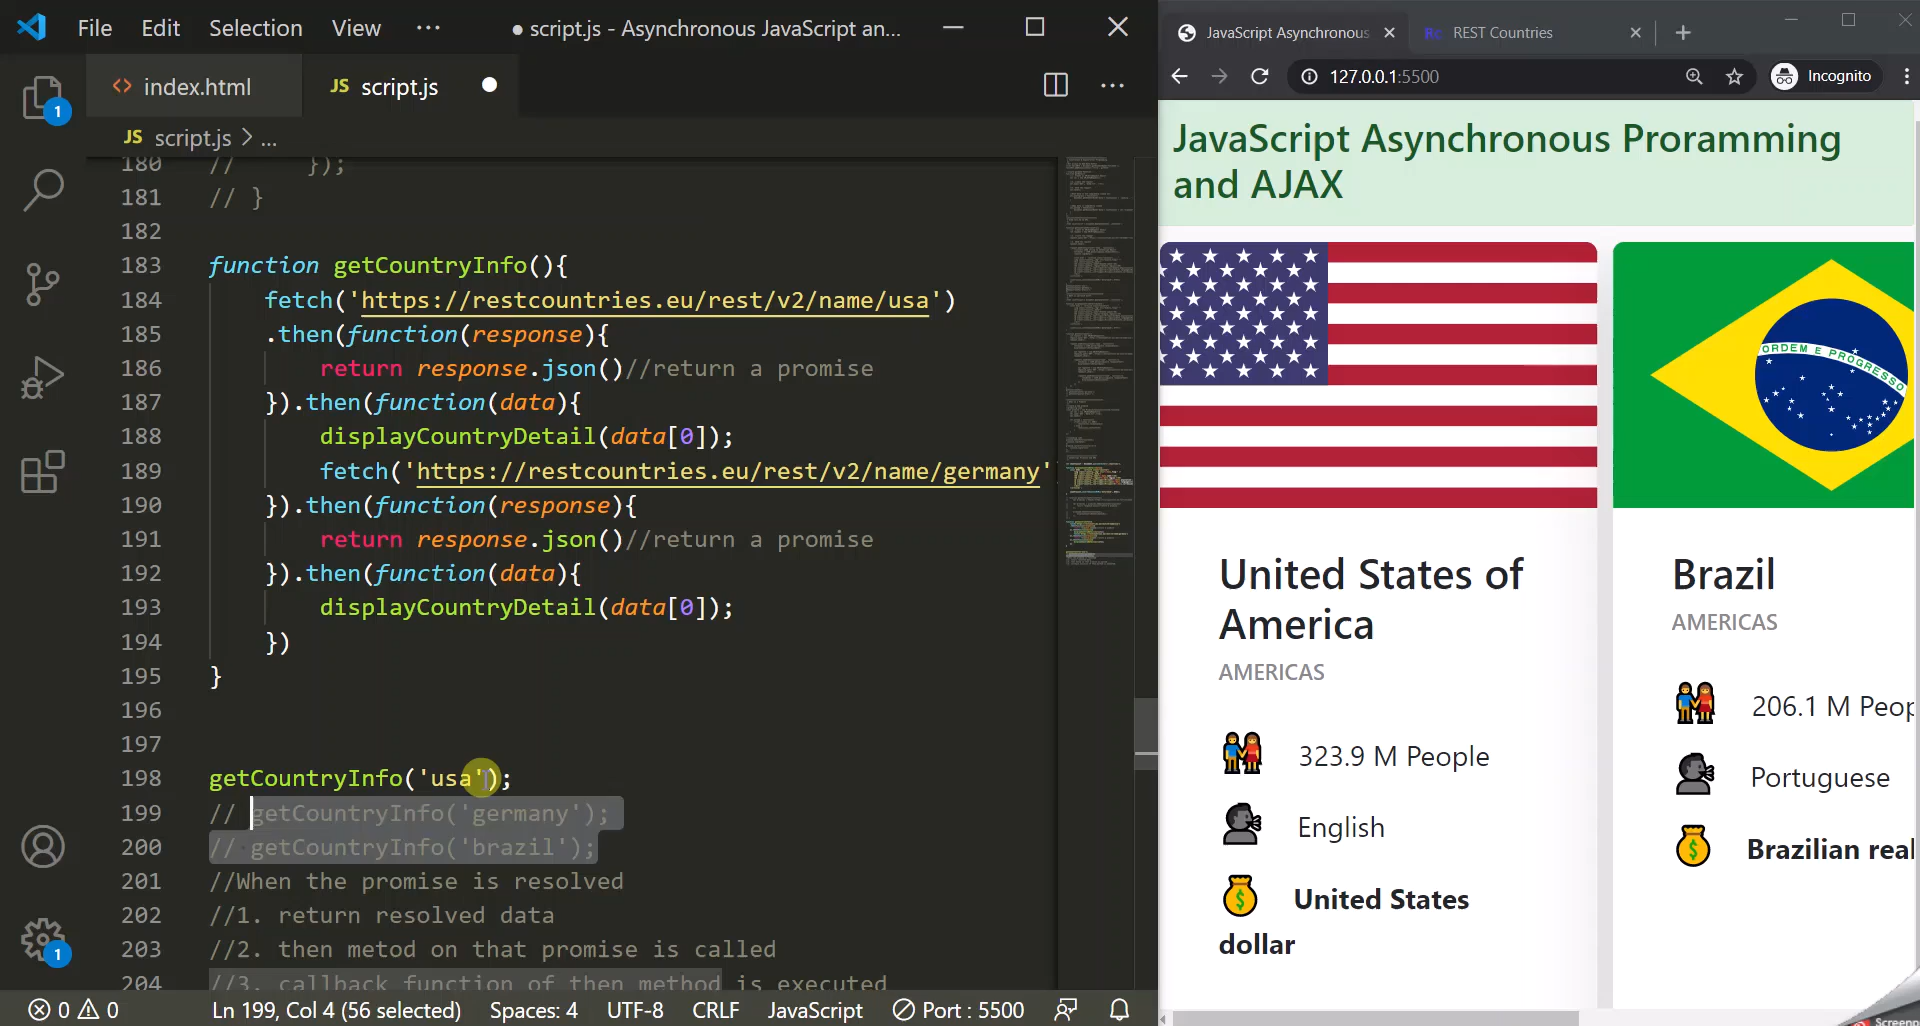 File Edit Selection View ··· ● script.js - Asynchronous JavaScript an...
<> index.html JS script.js ●
JS script.js > ...
180 // });
181 // }
182
183 function getCountryInfo(){
184 fetch('https://restcountries.eu/rest/v2/name/usa')
185 .then(function(response){
186 return response.json()//return a promise
187 }).then(function(data){
188 displayCountryDetail(data[0]);
189 fetch('https://restcountries.eu/rest/v2/name/germany'
190 }).then(function(response){
191 return response.json()//return a promise
192 }).then(function(data){
193 displayCountryDetail(data[0]);
194 })
195 }
196
197
198 getCountryInfo('usa');
199 // getCountryInfo('germany');
200 // getCountryInfo('brazil');
201 //When the promise is resolved
202 //1. return resolved data
203 //2. then metod on that promise is called
204 //3. callback function of then method is executed
1
1
0 0 Ln 199, Col 4 (56 selected) Spaces: 4 UTF-8 CRLF JavaScript Port : 5500
JavaScript Asynchronous REST Countries
127.0.0.1:5500 Incognito
JavaScript Asynchronous Proramming
and AJAX
ORDEM E PROGRESSO
United States of
America
AMERICAS
323.9 M People
English
United States
dollar
Brazil
AMERICAS
206.1 M Peop
Portuguese
Brazilian real